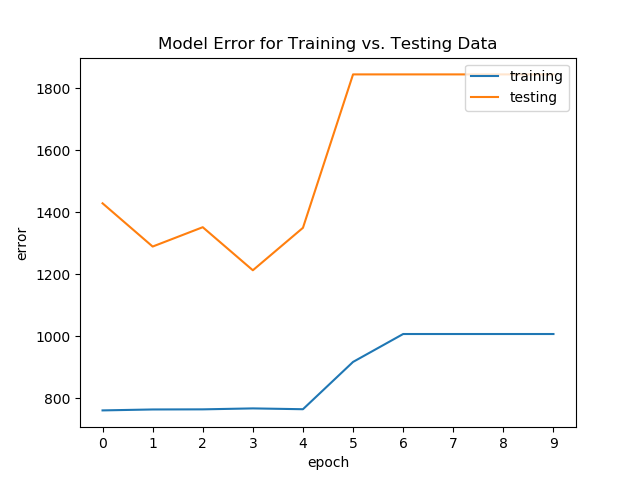 Model Error for Training vs. Testing Data
1800
1600
1400
1200
1000
800
error
training
testing
0 1 2 3 4 5 6 7 8 9
epoch